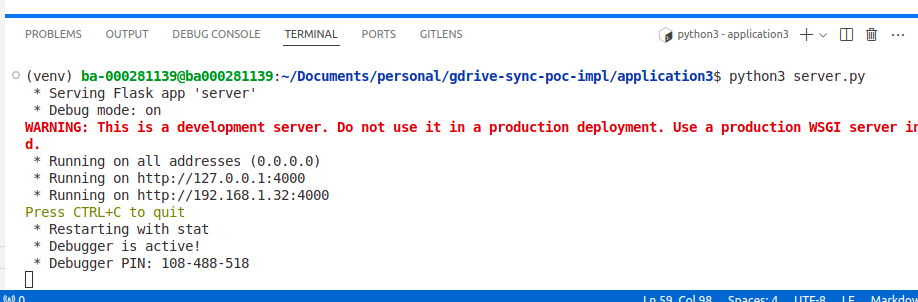 PROBLEMS OUTPUT DEBUG CONSOLE TERMINAL PORTS GITLENS python3 - application3
(venv) ba-000281139@ba000281139:~/Documents/personal/gdrive-sync-poc-impl/application3$ python3 server.py
* Serving Flask app 'server'
* Debug mode: on
WARNING: This is a development server. Do not use it in a production deployment. Use a production WSGI server in
d.
* Running on all addresses (0.0.0.0)
* Running on http://127.0.0.1:4000
* Running on http://192.168.1.32:4000
Press CTRL+C to quit
* Restarting with stat
* Debugger is active!
* Debugger PIN: 108-488-518
0 Ln 59, Col 98 Spaces: 4 UTF-8 LF Markdow